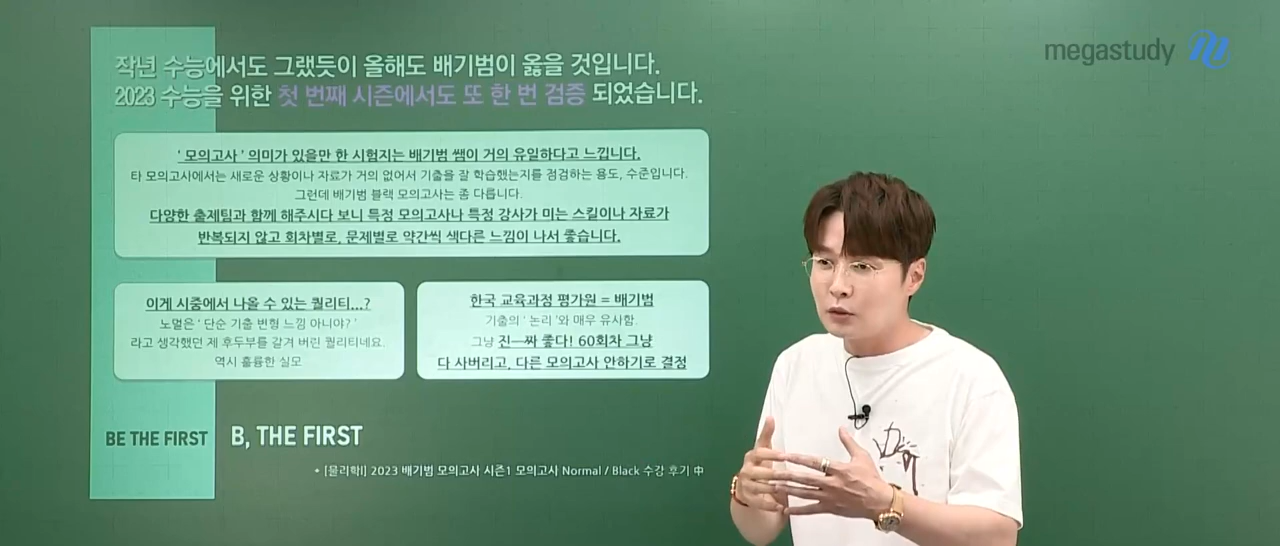 megastudy
작년 수능에서도 그랬듯이 올해도 배기범이 옳을 것입니다.
2023 수능을 위한 첫 번째 시즌에서도 또 한 번 검증 되었습니다.
‘ 모의고사 ’ 의미가 있을만 한 시험지는 배기범 쌤이 거의 유일하다고 느낍니다.
타 모의고사에서는 새로운 상황이나 자료가 거의 없어서 기출을 잘 학습했는지를 점검하는 용도, 수준입니다.
그런데 배기범 블랙 모의고사는 좀 다릅니다.
다양한 출제팀과 함께 해주시다 보니 특정 모의고사나 특정 강사가 미는 스킬이나 자료가
반복되지 않고 회차별로, 문제별로 약간씩 색다른 느낌이 나서 좋습니다.
이게 시중에서 나올 수 있는 퀄리티...?
노멀은 ‘ 단순 기출 변형 느낌 아니야? ’
라고 생각했던 제 후두부를 갈겨 버린 퀄리티네요.
역시 훌륭한 실모
한국 교육과정 평가원 = 배기범
기출의 ‘ 논리 ’와 매우 유사함.
그냥 진—짜 좋다! 60회차 그냥
다 사버리고, 다른 모의고사 안하기로 결정
BE THE FIRST
B, THE FIRST
* [물리학I] 2023 배기범 모의고사 시즌1 모의고사 Normal / Black 수강 후기 中